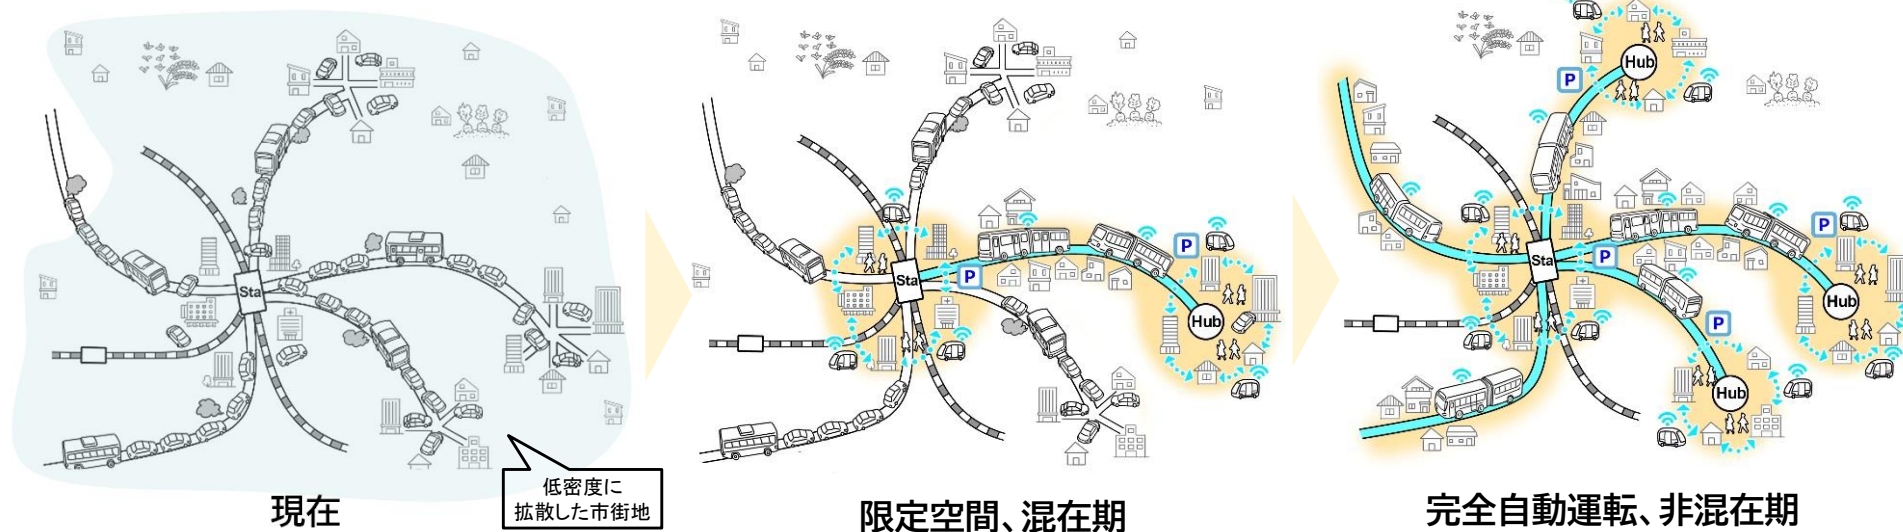 Sta
低密度に
拡散した市街地
現在
Sta
P
P
Hub
限定空間、混在期
Hub
P
Sta
P
P
Hub
P
Hub
完全自動運転、非混在期